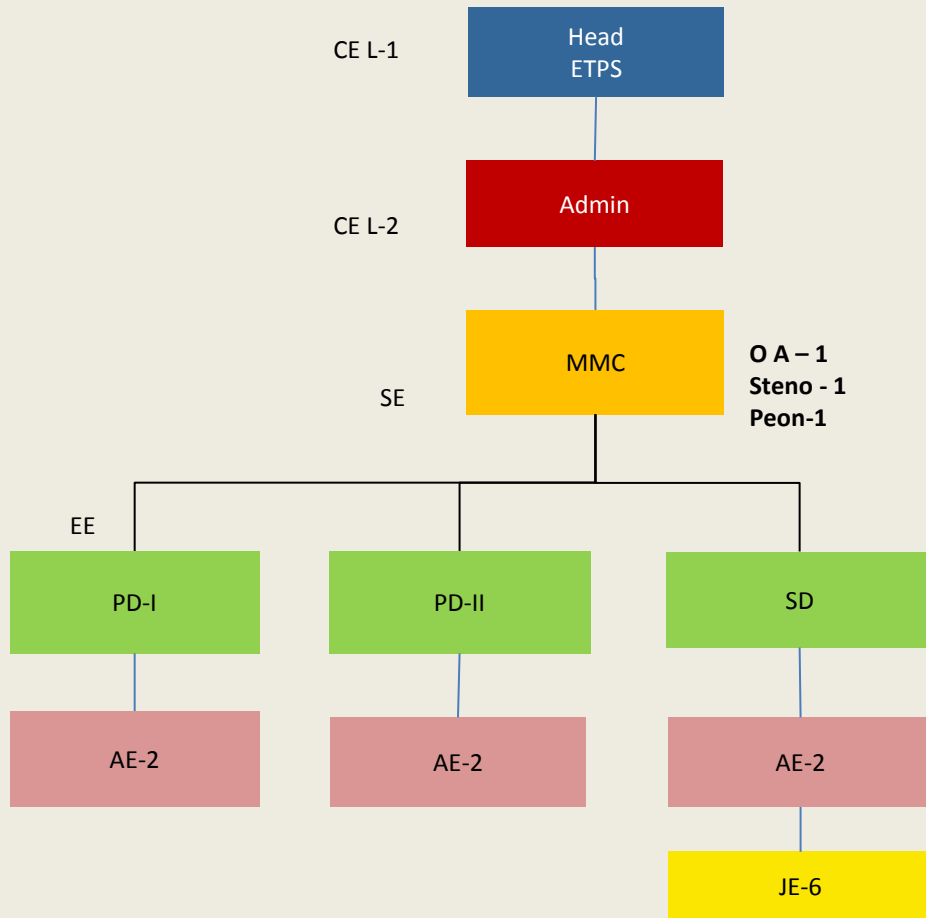 CE L-1
Head
ETPS
CE L-2
Admin
SE
MMC
O A – 1
Steno - 1
Peon-1
EE
PD-I
PD-II
SD
AE-2
AE-2
AE-2
JE-6